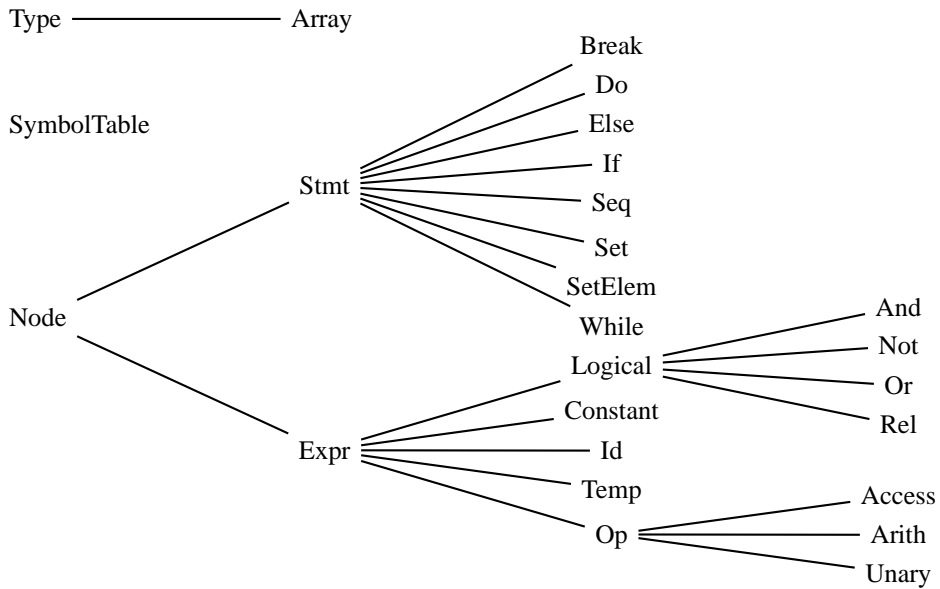 Type Array
Break
Do
SymbolTable
Else
If
Stmt
Seq
Set
SetElem
Node
While
And
Logical
Not
Constant
Or
Rel
Expr
Id
Temp
Access
Op
Arith
Unary